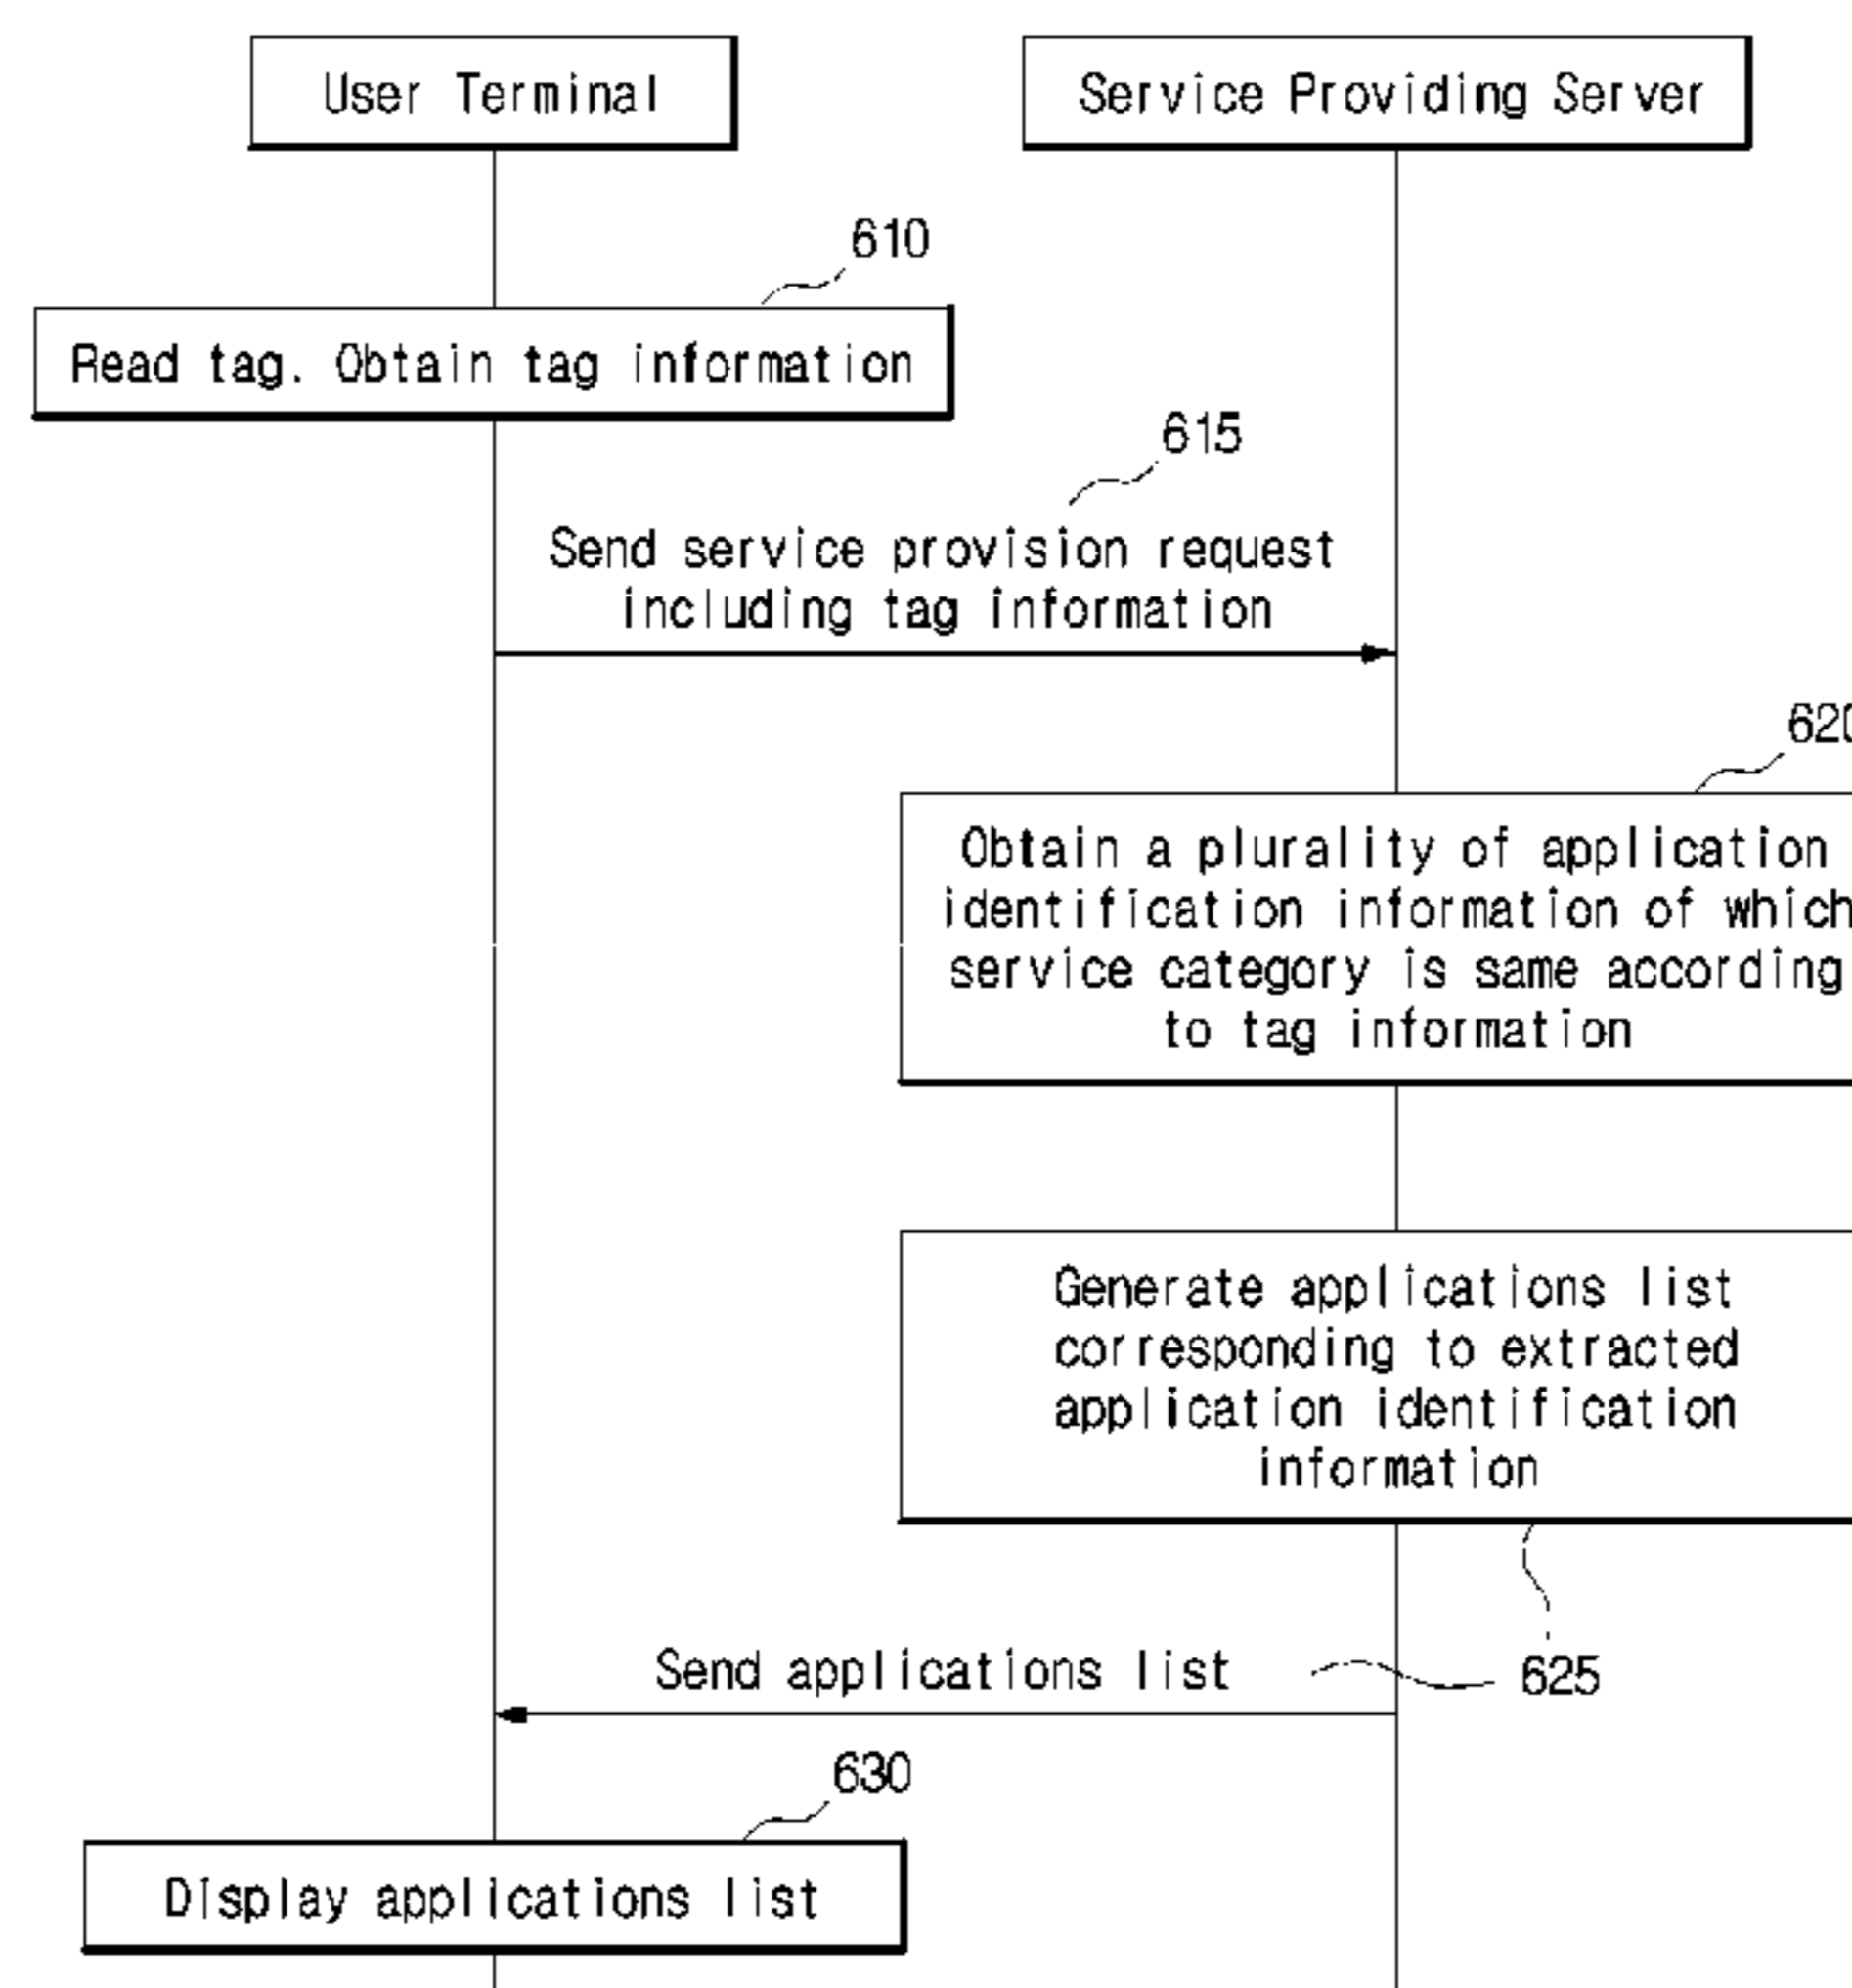 User Terminal
Service Providing Server
610
Read tag. Obtain tag information
615
Send service provision request
including tag information
620
Obtain a plurality of application
identification information of which
service category is same according
to tag information
Generate applications list
corresponding to extracted
application identification
information
Send applications list
625
630
Display applications list